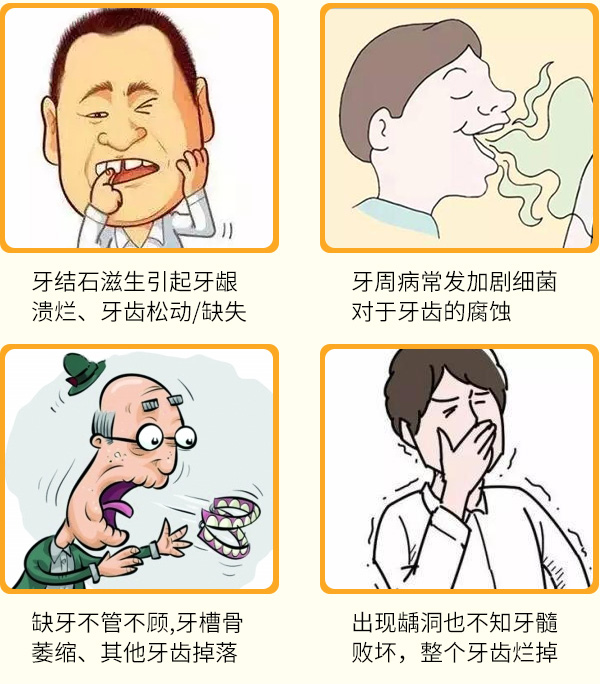 牙结石滋生引起牙龈
溃烂、牙齿松动/缺失
牙周病常发加剧细菌
对于牙齿的腐蚀
缺牙不管不顾,牙槽骨
萎缩、其他牙齿掉落
出现龋洞也不知牙髓
败坏，整个牙齿烂掉